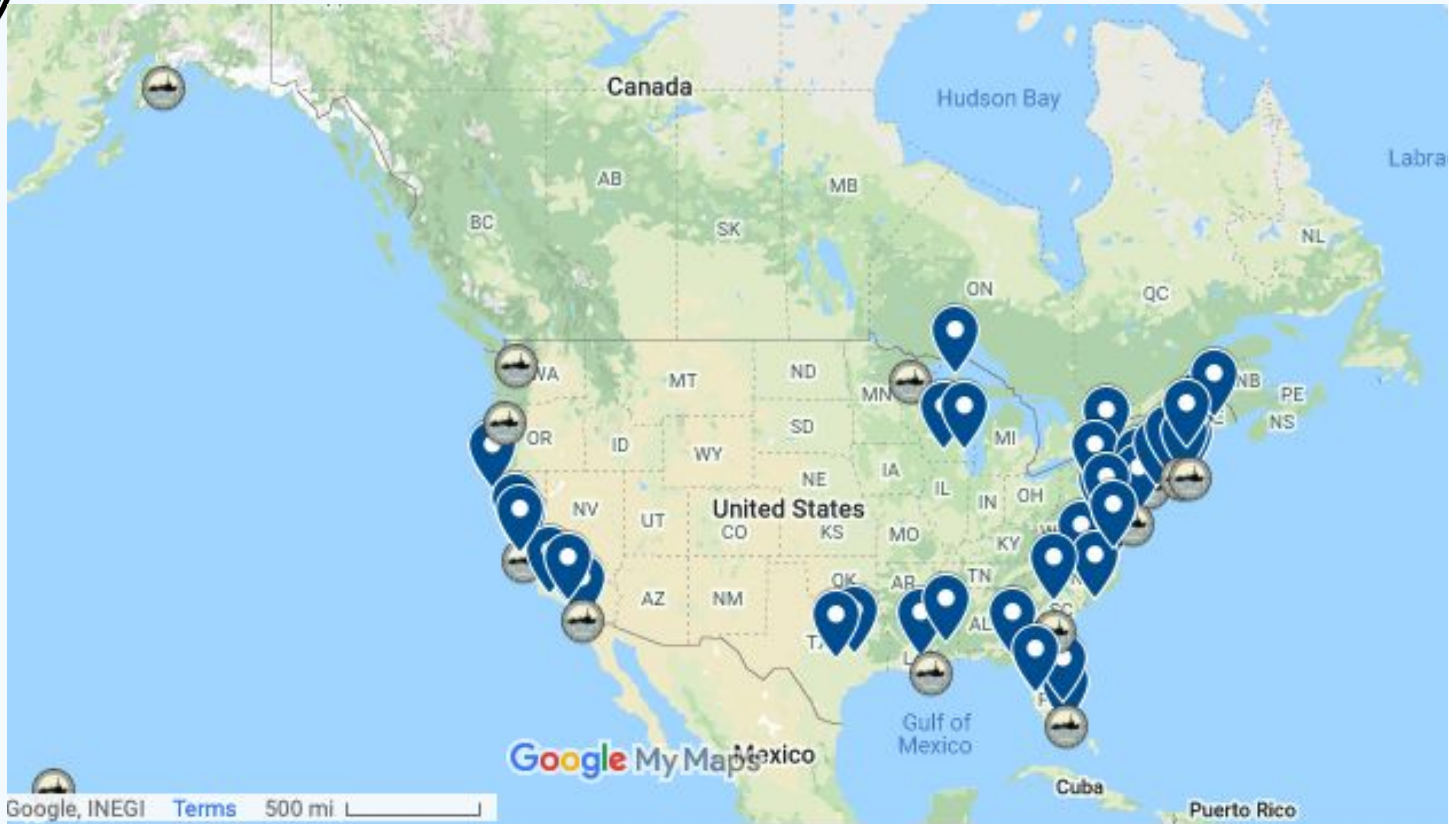 Canada
Hudson Bay
Labra
AB
MB
BC
SK
NL
ON
QC
WA
MT
ND
MN
NB
PE
NS
OR
ID
SD
WY
MI
IA
NE
IL
IN
OH
NV
UT
United States
CO
KS
MO
KY
OK
AR
TN
AZ
NM
SC
AL
Gulf of
Mexico
Google My Maps
Mexico
Cuba
Puerto Rico
Google, INEGI Terms 500 mi